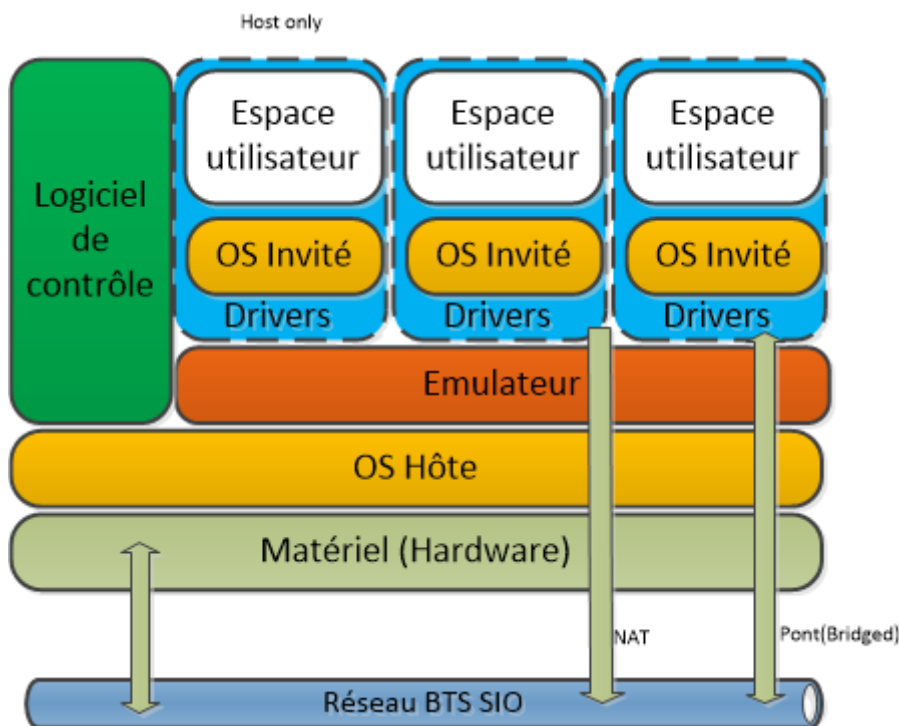 Host only
Logiciel
de
contrôle
Espace
utilisateur
OS Invité
Drivers
Espace
utilisateur
OS Invité
Drivers
Espace
utilisateur
OS Invité
Drivers
Emulateur
OS Hôte
Matériel (Hardware)
NAT
Pont(Bridged)
Réseau BTS SIO